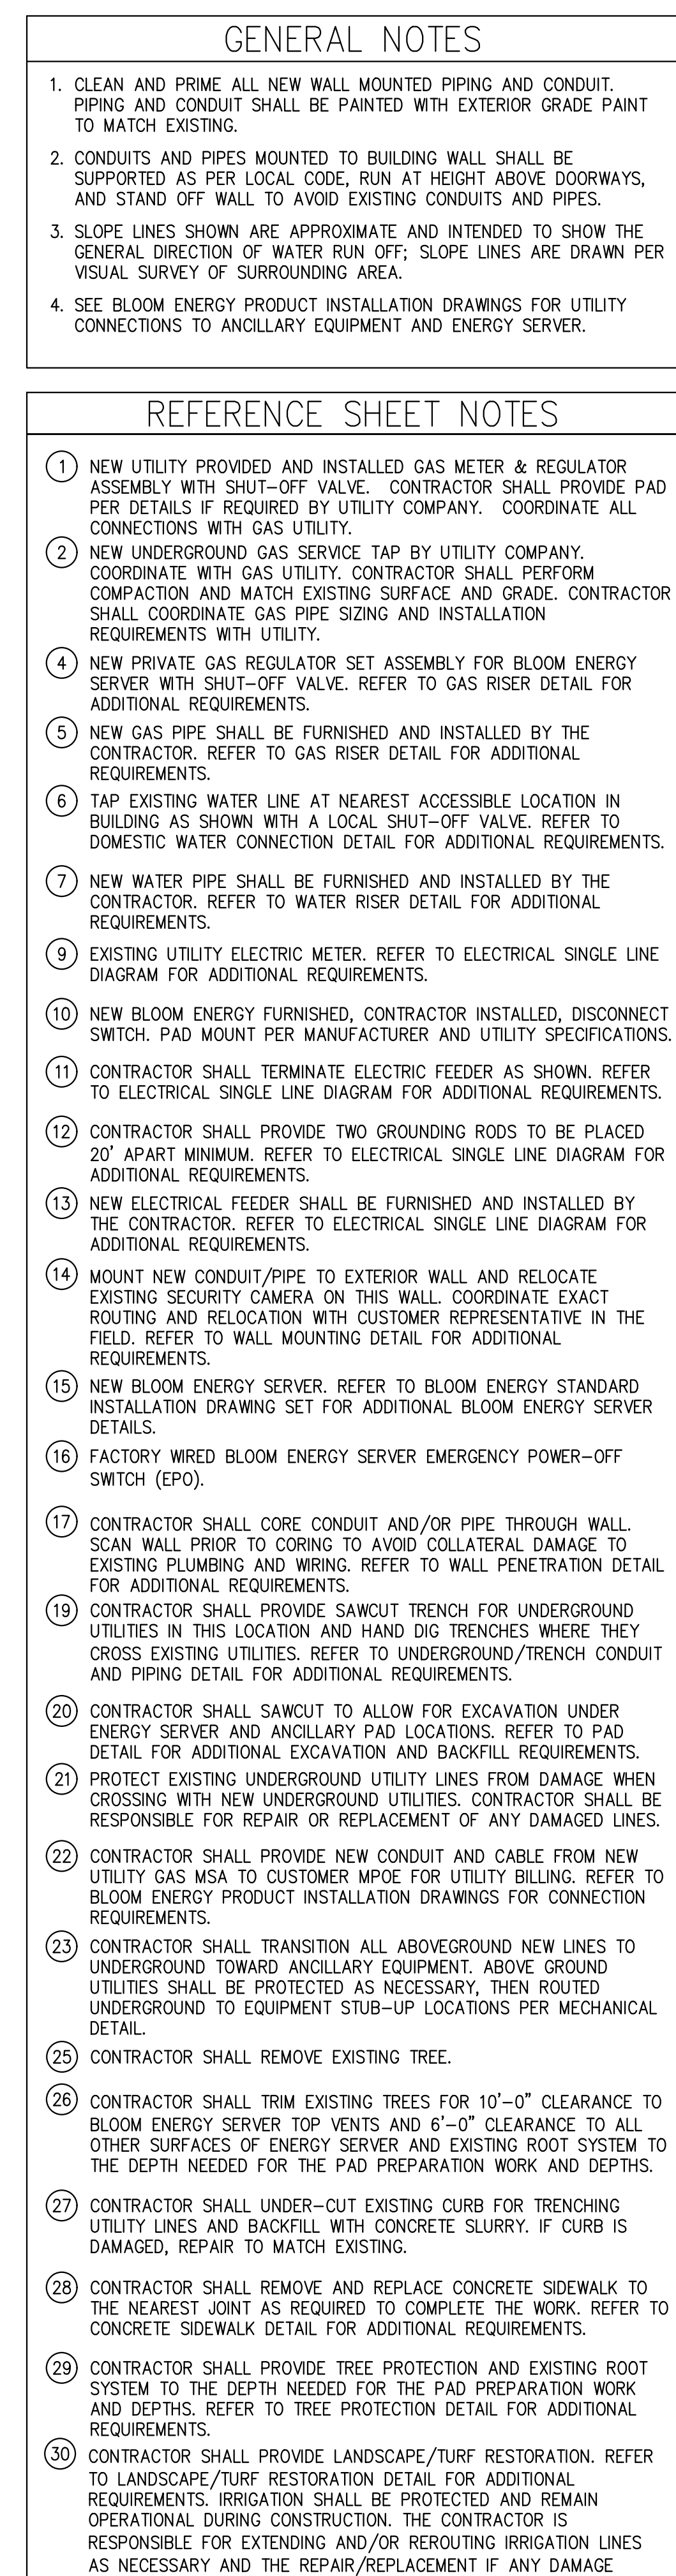 GENERAL NOTES
1. CLEAN AND PRIME ALL NEW WALL MOUNTED PIPING AND CONDUIT.
PIPING AND CONDUIT SHALL BE PAINTED WITH EXTERIOR GRADE PAINT
TO MATCH EXISTING.
2. CONDUITS AND PIPES MOUNTED TO BUILDING WALL SHALL BE
SUPPORTED AS PER LOCAL CODE, RUN AT HEIGHT ABOVE DOORWAYS,
AND STAND OFF WALL TO AVOID EXISTING CONDUITS AND PIPES.
3. SLOPE LINES SHOWN ARE APPROXIMATE AND INTENDED TO SHOW THE
GENERAL DIRECTION OF WATER RUN OFF; SLOPE LINES ARE DRAWN PER
VISUAL SURVEY OF SURROUNDING AREA.
4. SEE BLOOM ENERGY PRODUCT INSTALLATION DRAWINGS FOR UTILITY
CONNECTIONS TO ANCILLARY EQUIPMENT AND ENERGY SERVER.
REFERENCE SHEET NOTES
1 NEW UTILITY PROVIDED AND INSTALLED GAS METER & REGULATOR
ASSEMBLY WITH SHUT-OFF VALVE. CONTRACTOR SHALL PROVIDE PAD
PER DETAILS IF REQUIRED BY UTILITY COMPANY. COORDINATE ALL
CONNECTIONS WITH GAS UTILITY.
2 NEW UNDERGROUND GAS SERVICE TAP BY UTILITY COMPANY.
COORDINATE WITH GAS UTILITY. CONTRACTOR SHALL PERFORM
COMPACTION AND MATCH EXISTING SURFACE AND GRADE. CONTRACTOR
SHALL COORDINATE GAS PIPE SIZING AND INSTALLATION
REQUIREMENTS WITH UTILITY.
4 NEW PRIVATE GAS REGULATOR SET ASSEMBLY FOR BLOOM ENERGY
SERVER WITH SHUT-OFF VALVE. REFER TO GAS RISER DETAIL FOR
ADDITIONAL REQUIREMENTS.
5 NEW GAS PIPE SHALL BE FURNISHED AND INSTALLED BY THE
CONTRACTOR. REFER TO GAS RISER DETAIL FOR ADDITIONAL
REQUIREMENTS.
6 TAP EXISTING WATER LINE AT NEAREST ACCESSIBLE LOCATION IN
BUILDING AS SHOWN WITH A LOCAL SHUT-OFF VALVE. REFER TO
DOMESTIC WATER CONNECTION DETAIL FOR ADDITIONAL REQUIREMENTS.
7 NEW WATER PIPE SHALL BE FURNISHED AND INSTALLED BY THE
CONTRACTOR. REFER TO WATER RISER DETAIL FOR ADDITIONAL
REQUIREMENTS.
9 EXISTING UTILITY ELECTRIC METER. REFER TO ELECTRICAL SINGLE LINE
DIAGRAM FOR ADDITIONAL REQUIREMENTS.
10 NEW BLOOM ENERGY FURNISHED, CONTRACTOR INSTALLED, DISCONNECT
SWITCH. PAD MOUNT PER MANUFACTURER AND UTILITY SPECIFICATIONS.
11 CONTRACTOR SHALL TERMINATE ELECTRIC FEEDER AS SHOWN. REFER
TO ELECTRICAL SINGLE LINE DIAGRAM FOR ADDITIONAL REQUIREMENTS.
12 CONTRACTOR SHALL PROVIDE TWO GROUNDING RODS TO BE PLACED
20' APART MINIMUM. REFER TO ELECTRICAL SINGLE LINE DIAGRAM FOR
ADDITIONAL REQUIREMENTS.
13 NEW ELECTRICAL FEEDER SHALL BE FURNISHED AND INSTALLED BY
THE CONTRACTOR. REFER TO ELECTRICAL SINGLE LINE DIAGRAM FOR
ADDITIONAL REQUIREMENTS.
14 MOUNT NEW CONDUIT/PIPE TO EXTERIOR WALL AND RELOCATE
EXISTING SECURITY CAMERA ON THIS WALL. COORDINATE EXACT
ROUTING AND RELOCATION WITH CUSTOMER REPRESENTATIVE IN THE
FIELD. REFER TO WALL MOUNTING DETAIL FOR ADDITIONAL
REQUIREMENTS.
15 NEW BLOOM ENERGY SERVER. REFER TO BLOOM ENERGY STANDARD
INSTALLATION DRAWING SET FOR ADDITIONAL BLOOM ENERGY SERVER
DETAILS.
16 FACTORY WIRED BLOOM ENERGY SERVER EMERGENCY POWER-OFF
SWITCH (EPO).
17 CONTRACTOR SHALL CORE CONDUIT AND/OR PIPE THROUGH WALL.
SCAN WALL PRIOR TO CORING TO AVOID COLLATERAL DAMAGE TO
EXISTING PLUMBING AND WIRING. REFER TO WALL PENETRATION DETAIL
FOR ADDITIONAL REQUIREMENTS.
19 CONTRACTOR SHALL PROVIDE SAWCUT TRENCH FOR UNDERGROUND
UTILITIES IN THIS LOCATION AND HAND DIG TRENCHES WHERE THEY
CROSS EXISTING UTILITIES. REFER TO UNDERGROUND/TRENCH CONDUIT
AND PIPING DETAIL FOR ADDITIONAL REQUIREMENTS.
20 CONTRACTOR SHALL SAWCUT TO ALLOW FOR EXCAVATION UNDER
ENERGY SERVER AND ANCILLARY PAD LOCATIONS. REFER TO PAD
DETAIL FOR ADDITIONAL EXCAVATION AND BACKFILL REQUIREMENTS.
21 PROTECT EXISTING UNDERGROUND UTILITY LINES FROM DAMAGE WHEN
CROSSING WITH NEW UNDERGROUND UTILITIES. CONTRACTOR SHALL BE
RESPONSIBLE FOR REPAIR OR REPLACEMENT OF ANY DAMAGED LINES.
22 CONTRACTOR SHALL PROVIDE NEW CONDUIT AND CABLE FROM NEW
UTILITY GAS MSA TO CUSTOMER MPOE FOR UTILITY BILLING. REFER TO
BLOOM ENERGY PRODUCT INSTALLATION DRAWINGS FOR CONNECTION
REQUIREMENTS.
23 CONTRACTOR SHALL TRANSITION ALL ABOVEGROUND NEW LINES TO
UNDERGROUND TOWARD ANCILLARY EQUIPMENT. ABOVE GROUND
UTILITIES SHALL BE PROTECTED AS NECESSARY, THEN ROUTED
UNDERGROUND TO EQUIPMENT STUB-UP LOCATIONS PER MECHANICAL
DETAIL.
25 CONTRACTOR SHALL REMOVE EXISTING TREE.
26 CONTRACTOR SHALL TRIM EXISTING TREES FOR 10'-0" CLEARANCE TO
BLOOM ENERGY SERVER TOP VENTS AND 6'-0" CLEARANCE TO ALL
OTHER SURFACES OF ENERGY SERVER AND EXISTING ROOT SYSTEM TO
THE DEPTH NEEDED FOR THE PAD PREPARATION WORK AND DEPTHS.
27 CONTRACTOR SHALL UNDER-CUT EXISTING CURB FOR TRENCHING
UTILITY LINES AND BACKFILL WITH CONCRETE SLURRY. IF CURB IS
DAMAGED, REPAIR TO MATCH EXISTING.
28 CONTRACTOR SHALL REMOVE AND REPLACE CONCRETE SIDEWALK TO
THE NEAREST JOINT AS REQUIRED TO COMPLETE THE WORK. REFER TO
CONCRETE SIDEWALK DETAIL FOR ADDITIONAL REQUIREMENTS.
29 CONTRACTOR SHALL PROVIDE TREE PROTECTION AND EXISTING ROOT
SYSTEM TO THE DEPTH NEEDED FOR THE PAD PREPARATION WORK
AND DEPTHS. REFER TO TREE PROTECTION DETAIL FOR ADDITIONAL
REQUIREMENTS.
30 CONTRACTOR SHALL PROVIDE LANDSCAPE/TURF RESTORATION. REFER
TO LANDSCAPE/TURF RESTORATION DETAIL FOR ADDITIONAL
REQUIREMENTS. IRRIGATION SHALL BE PROTECTED AND REMAIN
OPERATIONAL DURING CONSTRUCTION. THE CONTRACTOR IS
RESPONSIBLE FOR EXTENDING AND/OR REROUTING IRRIGATION LINES
AS NECESSARY AND THE REPAIR/REPLACEMENT IF ANY DAMAGE